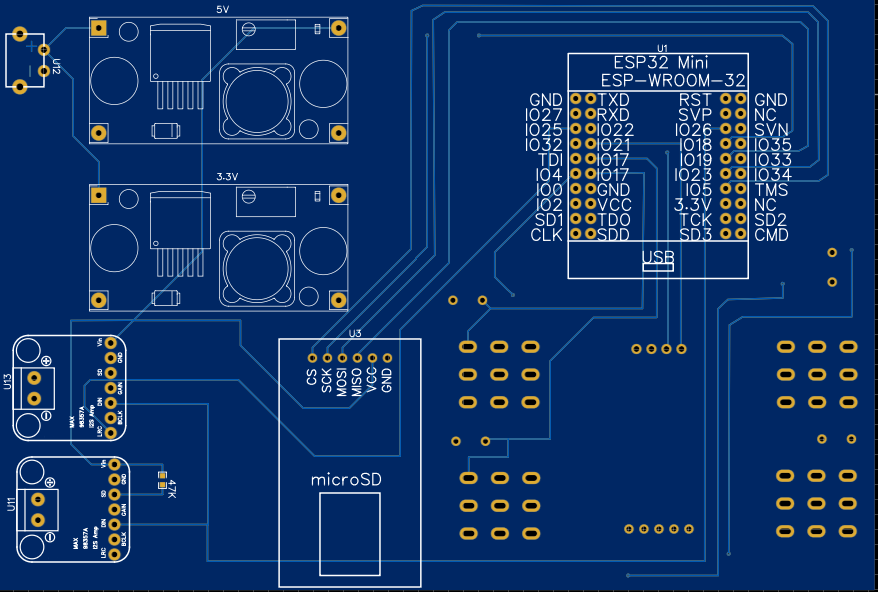 5V
U12
+
-
3.3V
U1
ESP32 Mini
ESP-WROOM-32
GND TXD RST GND
IO27 RXD SVP NC
IO25 IO22 IO26 SVN
IO32 IO21 IO18 IO35
TDI IO17 IO19 IO33
IO4 IO17 IO23 IO34
IO0 GND IO5 TMS
IO2 VCC 3.3V NC
SD1 TDO TCK SD2
CLK SDD SD3 CMD
USB
U13
Vin
GND
SD
GAIN
DIN
BCLK
LRC
MAX
98357A
I2S Amp
U3
CS
SCK
MOSI
MISO
VCC
GND
microSD
U11
Vin
GND
SD
GAIN
DIN
BCLK
LRC
MAX
98357A
I2S Amp
47K